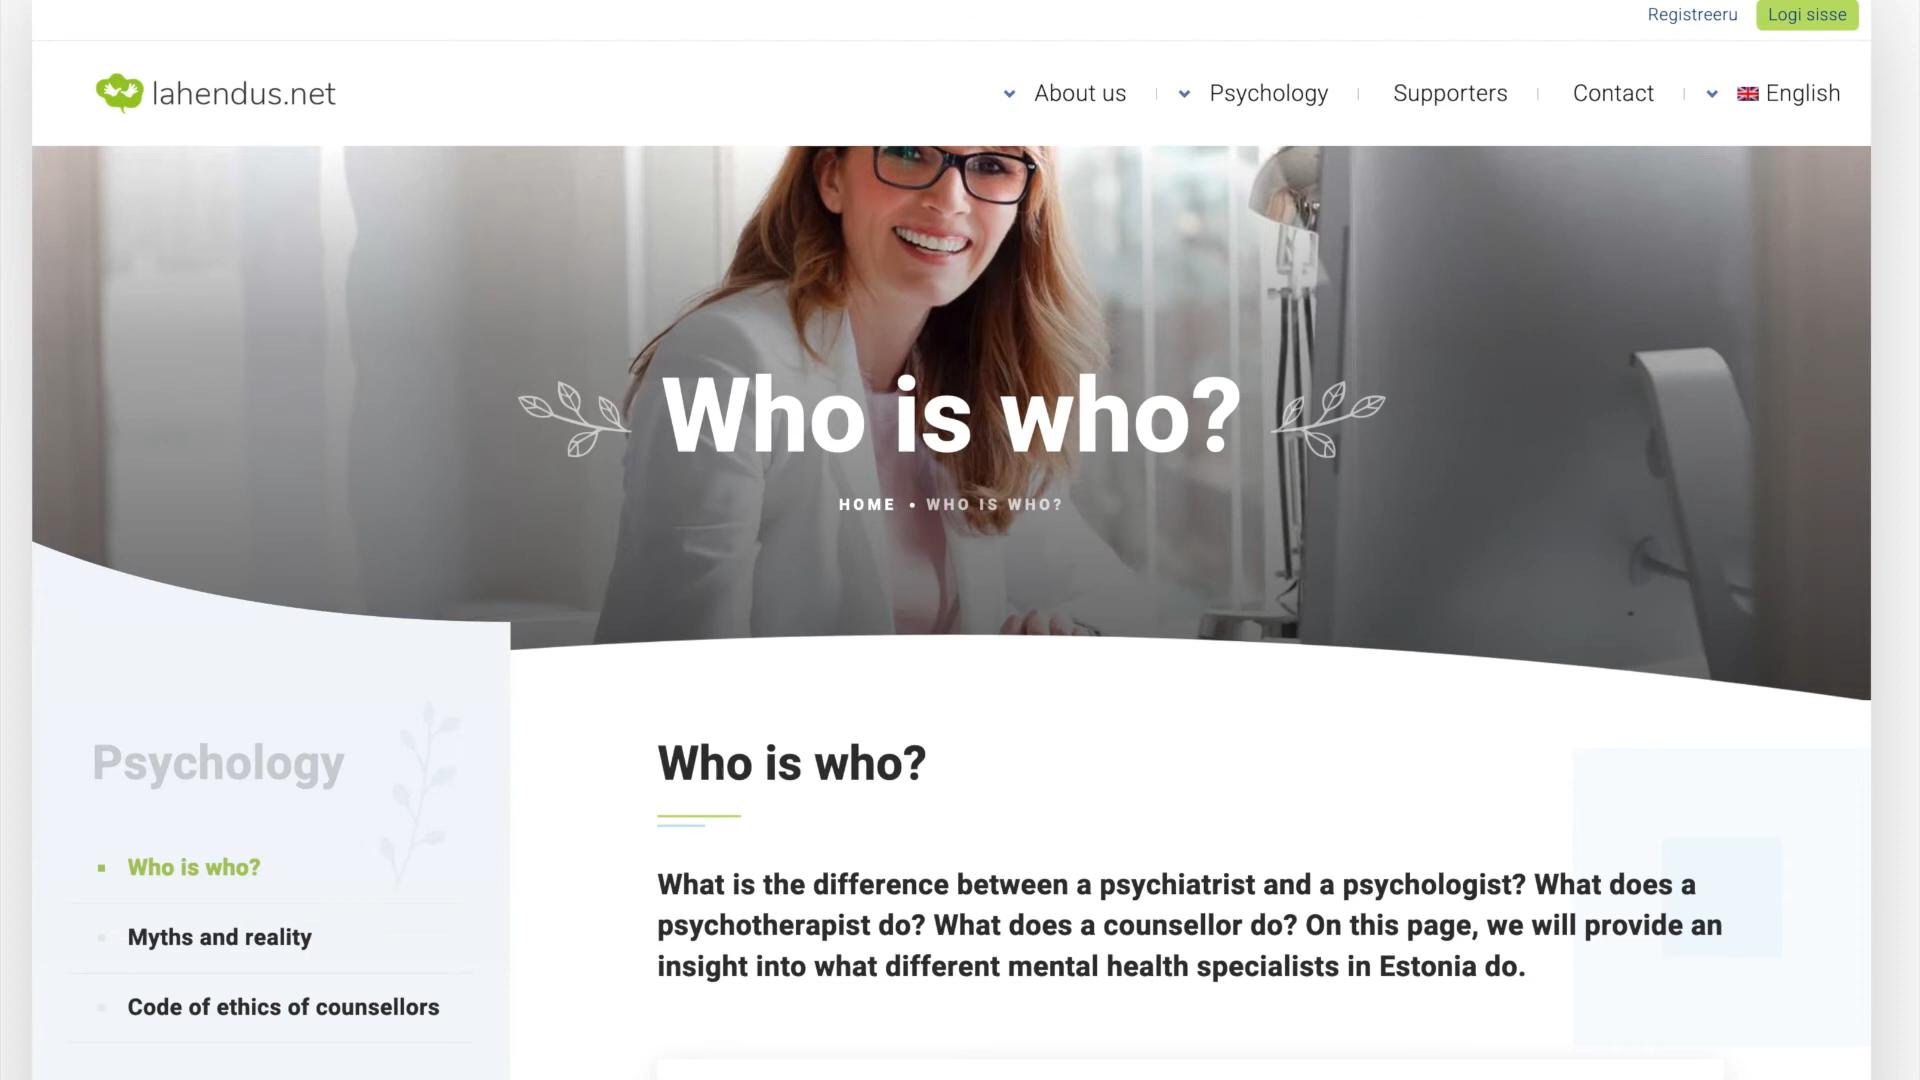 Registreeru
Logi sisse
lahendus.net
About us
Psychology
Supporters
Contact
English
Who is who?
HOME • WHO IS WHO?
Psychology
Who is who?
Myths and reality
Code of ethics of counsellors
Who is who?
What is the difference between a psychiatrist and a psychologist? What does a
psychotherapist do? What does a counsellor do? On this page, we will provide an
insight into what different mental health specialists in Estonia do.